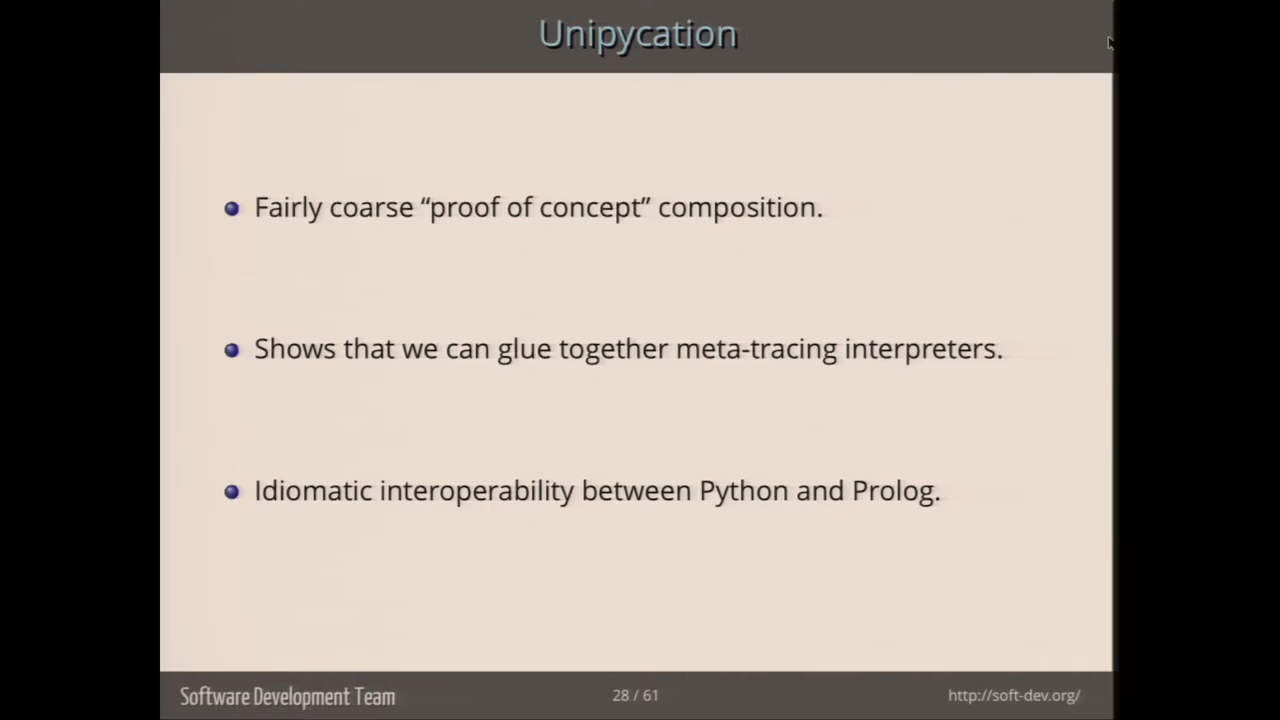 Unipycation
Fairly coarse “proof of concept” composition.
Shows that we can glue together meta-tracing interpreters.
Idiomatic interoperability between Python and Prolog.
Software Development Team
28 / 61
http://soft-dev.org/